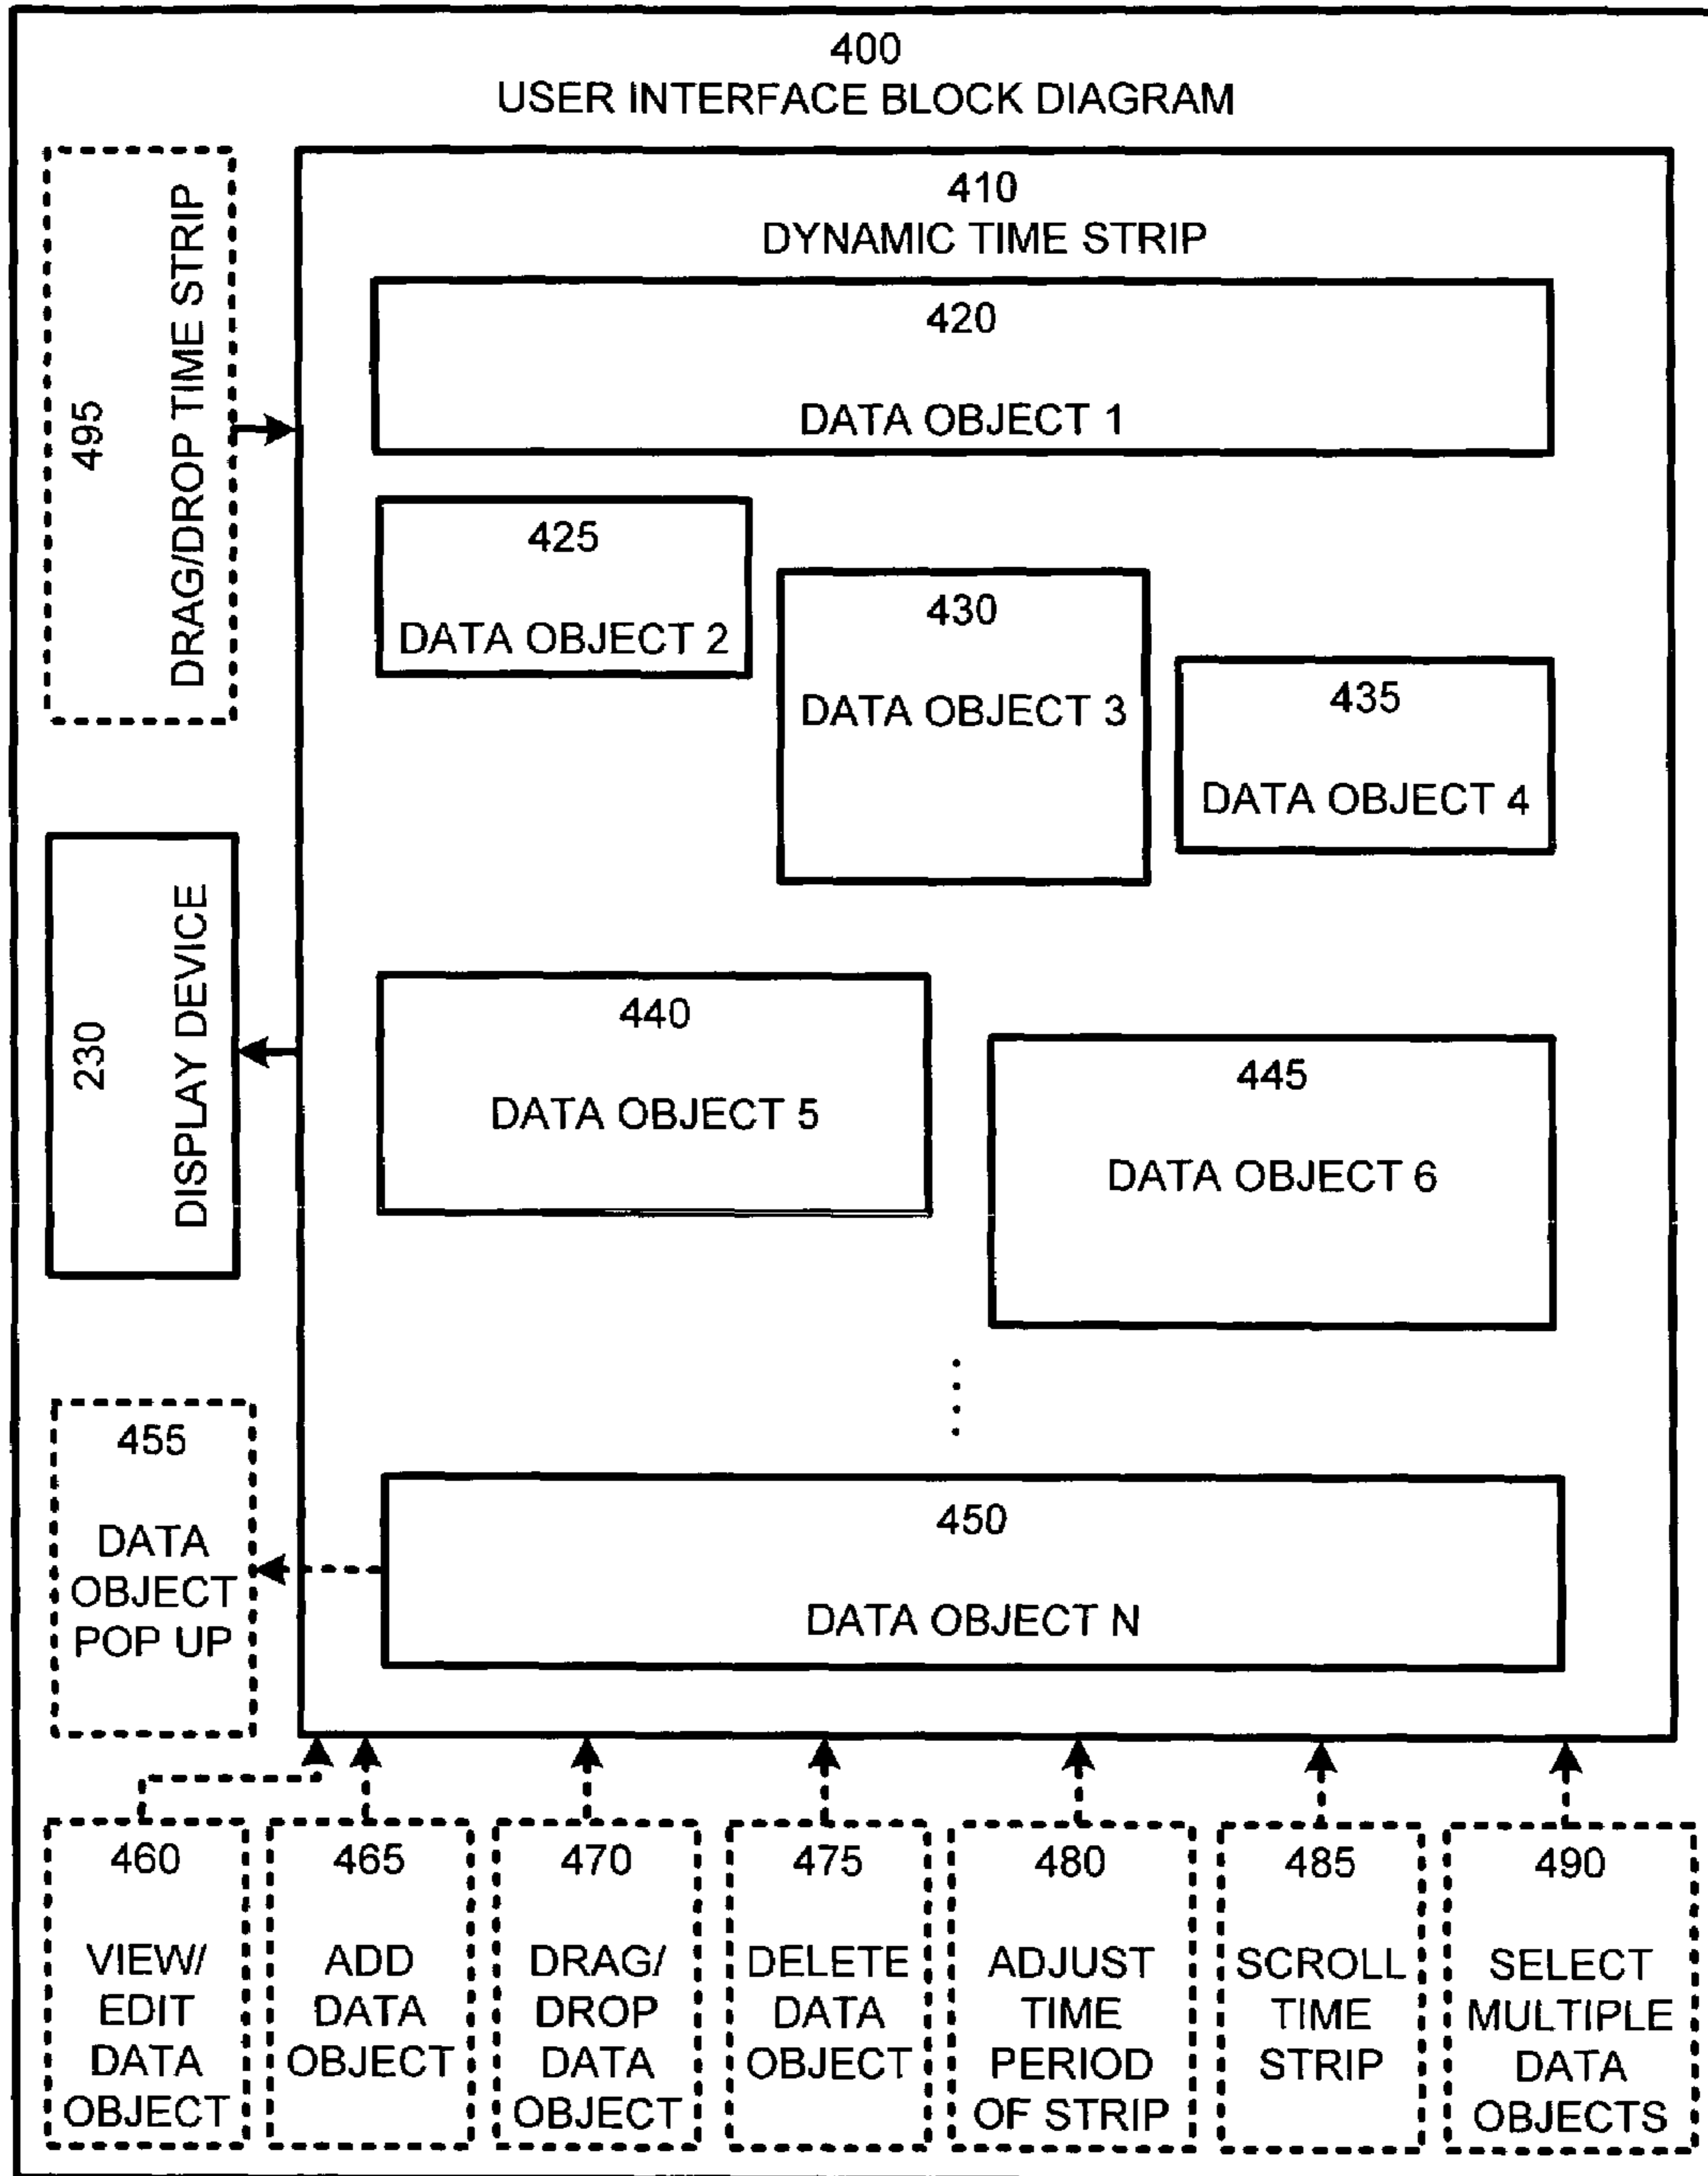 400
USER INTERFACE BLOCK DIAGRAM
495
DRAG/DROP TIME STRIP
410
DYNAMIC TIME STRIP
420
DATA OBJECT 1
425
DATA OBJECT 2
430
DATA OBJECT 3
435
DATA OBJECT 4
230
DISPLAY DEVICE
440
DATA OBJECT 5
445
DATA OBJECT 6
455
DATA
OBJECT
POP UP
450
DATA OBJECT N
460
VIEW/
EDIT
DATA
OBJECT
465
ADD
DATA
OBJECT
470
DRAG/
DROP
DATA
OBJECT
475
DELETE
DATA
OBJECT
480
ADJUST
TIME
PERIOD
OF STRIP
485
SCROLL
TIME
STRIP
490
SELECT
MULTIPLE
DATA
OBJECTS